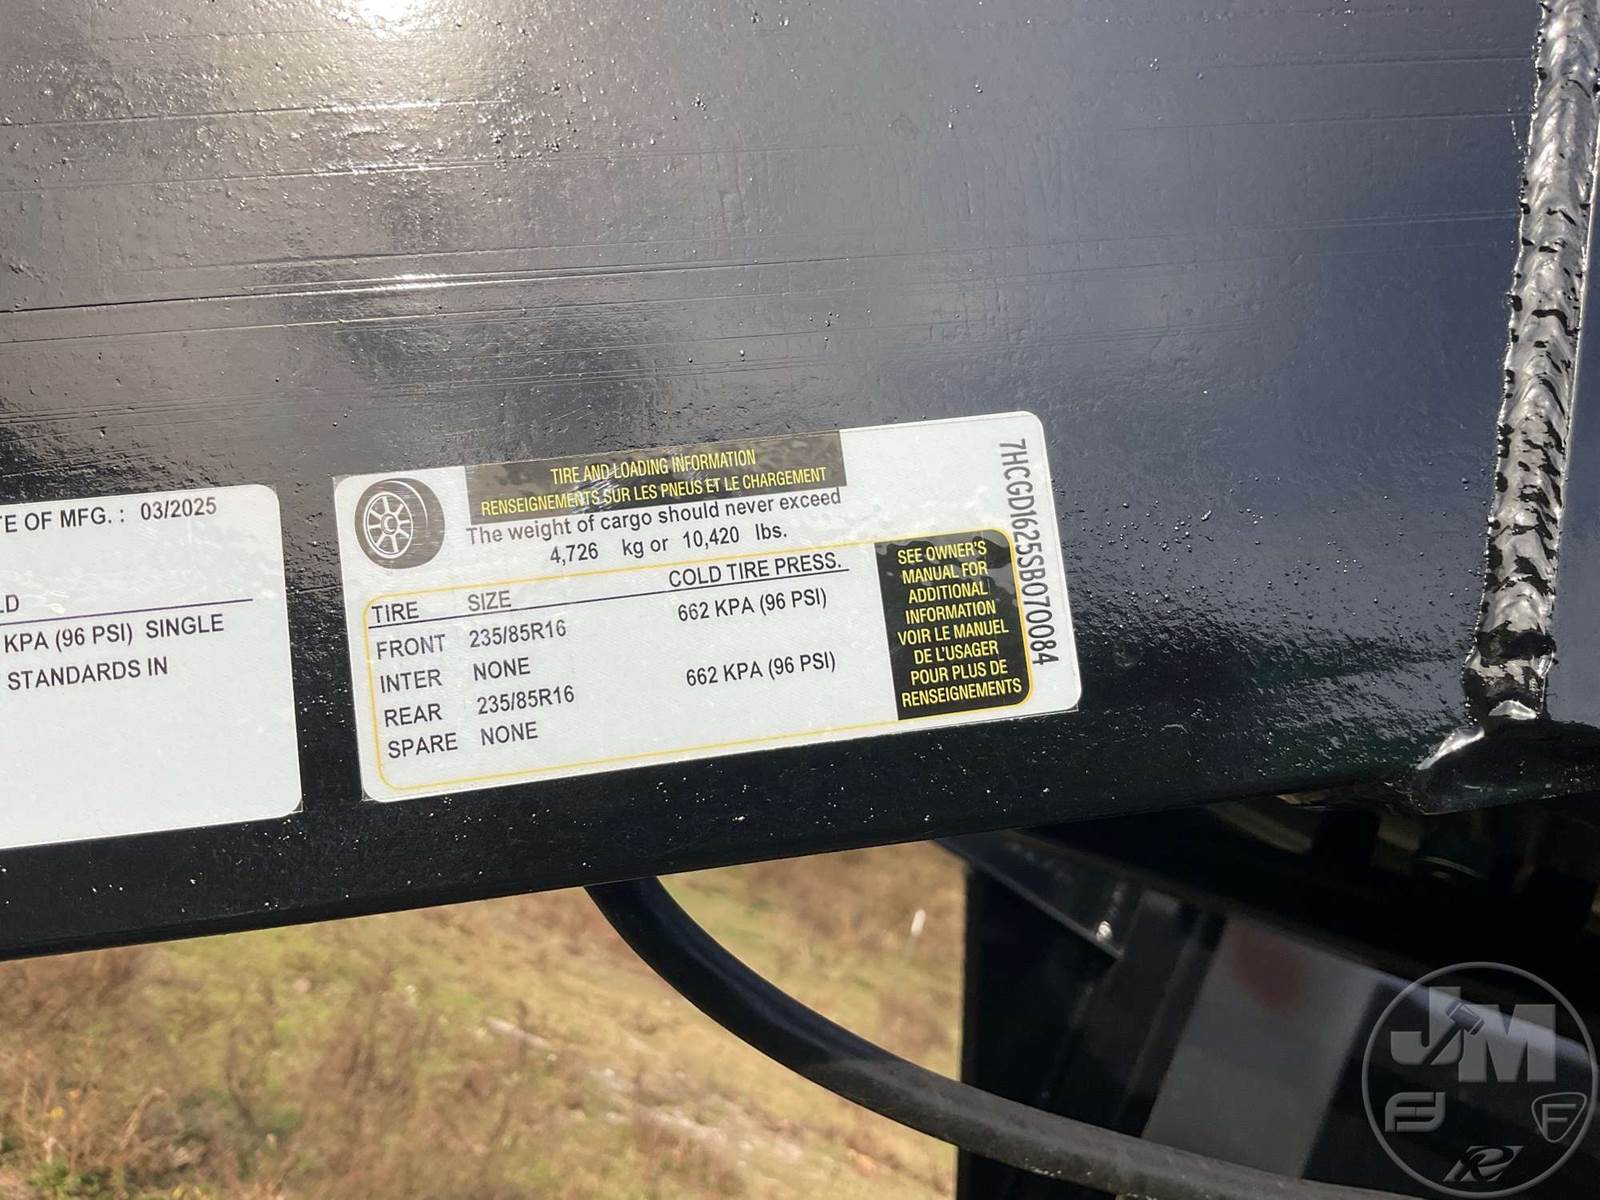 TE OF MFG. : 03/2025
LD
KPA (96 PSI) SINGLE
STANDARDS IN
TIRE AND LOADING INFORMATION
RENSEIGNEMENTS SUR LES PNEUS ET LE CHARGEMENT
The weight of cargo should never exceed
4,726 kg or 10,420 lbs.
TIRE SIZE COLD TIRE PRESS.
FRONT 235/85R16 662 KPA (96 PSI)
INTER NONE
REAR 235/85R16 662 KPA (96 PSI)
SPARE NONE
SEE OWNER'S
MANUAL FOR
ADDITIONAL
INFORMATION
VOIR LE MANUEL
DE L'USAGER
POUR PLUS DE
RENSEIGNEMENTS
7HCGDI625SB070084
JM
F